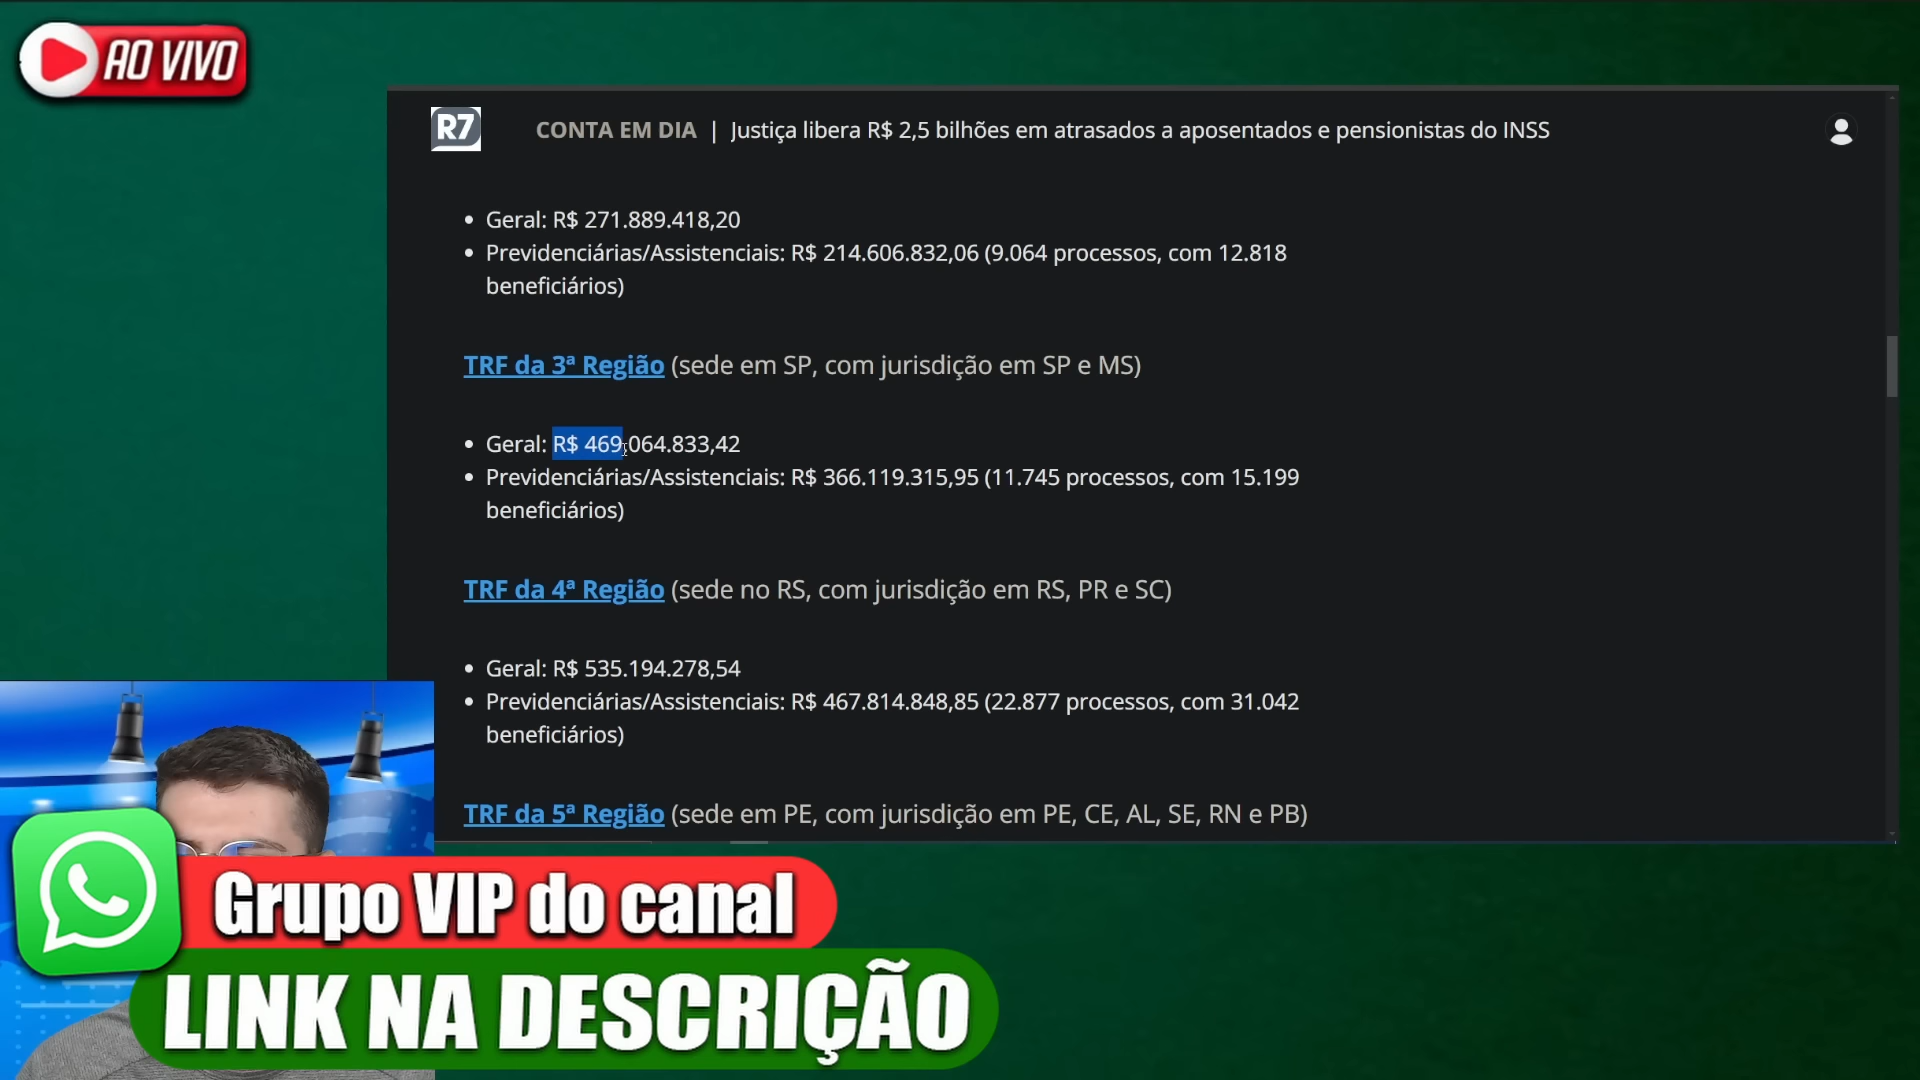 AO VIVO
R7
CONTA EM DIA | Justiça libera R$ 2,5 bilhões em atrasados a aposentados e pensionistas do INSS
• Geral: R$ 271.889.418,20
• Previdenciárias/Assistenciais: R$ 214.606.832,06 (9.064 processos, com 12.818
beneficiários)
TRF da 3ª Região (sede em SP, com jurisdição em SP e MS)
• Geral: R$ 469.064.833,42
• Previdenciárias/Assistenciais: R$ 366.119.315,95 (11.745 processos, com 15.199
beneficiários)
TRF da 4ª Região (sede no RS, com jurisdição em RS, PR e SC)
• Geral: R$ 535.194.278,54
• Previdenciárias/Assistenciais: R$ 467.814.848,85 (22.877 processos, com 31.042
beneficiários)
TRF da 5ª Região (sede em PE, com jurisdição em PE, CE, AL, SE, RN e PB)
Grupo VIP do canal
LINK NA DESCRIÇÃO